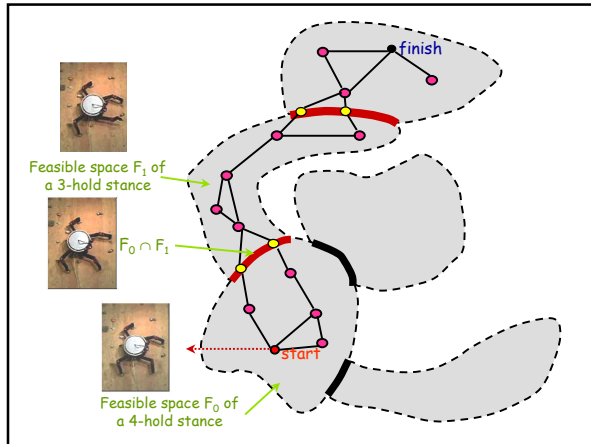 finish
Feasible space F₁ of
a 3-hold stance
F₀ ∩ F₁
start
Feasible space F₀ of
a 4-hold stance